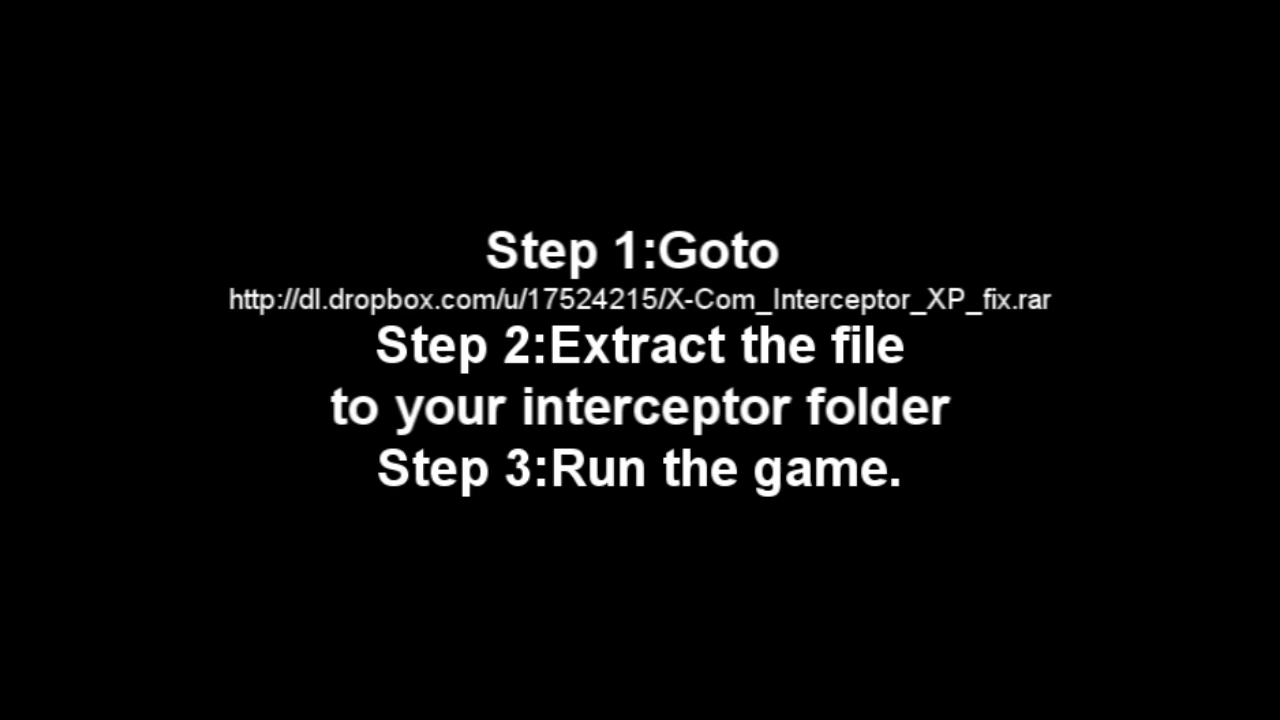 Step 1:Goto
http://dl.dropbox.com/u/17524215/X-Com_Interceptor_XP_fix.rar
Step 2:Extract the file
to your interceptor folder
Step 3:Run the game.